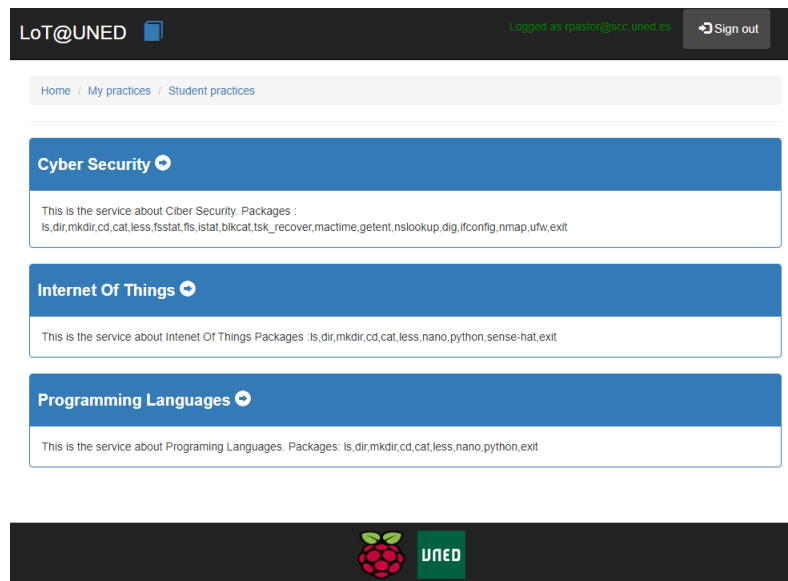 LoT@UNED
Logged as rpastor@scc.uned.es
Sign out
Home / My practices / Student practices
Cyber Security
This is the service about Ciber Security. Packages :
ls,dir,mkdir,cd,cat,less,fsstat,fls,istat,blkcat,tsk_recover,mactime,getent,nslookup,dig,ifconfig,nmap,ufw,exit
Internet Of Things
This is the service about Intenet Of Things Packages :ls,dir,mkdir,cd,cat,less,nano,python,sense-hat,exit
Programming Languages
This is the service about Programing Languages. Packages: ls,dir,mkdir,cd,cat,less,nano,python,exit
UNED